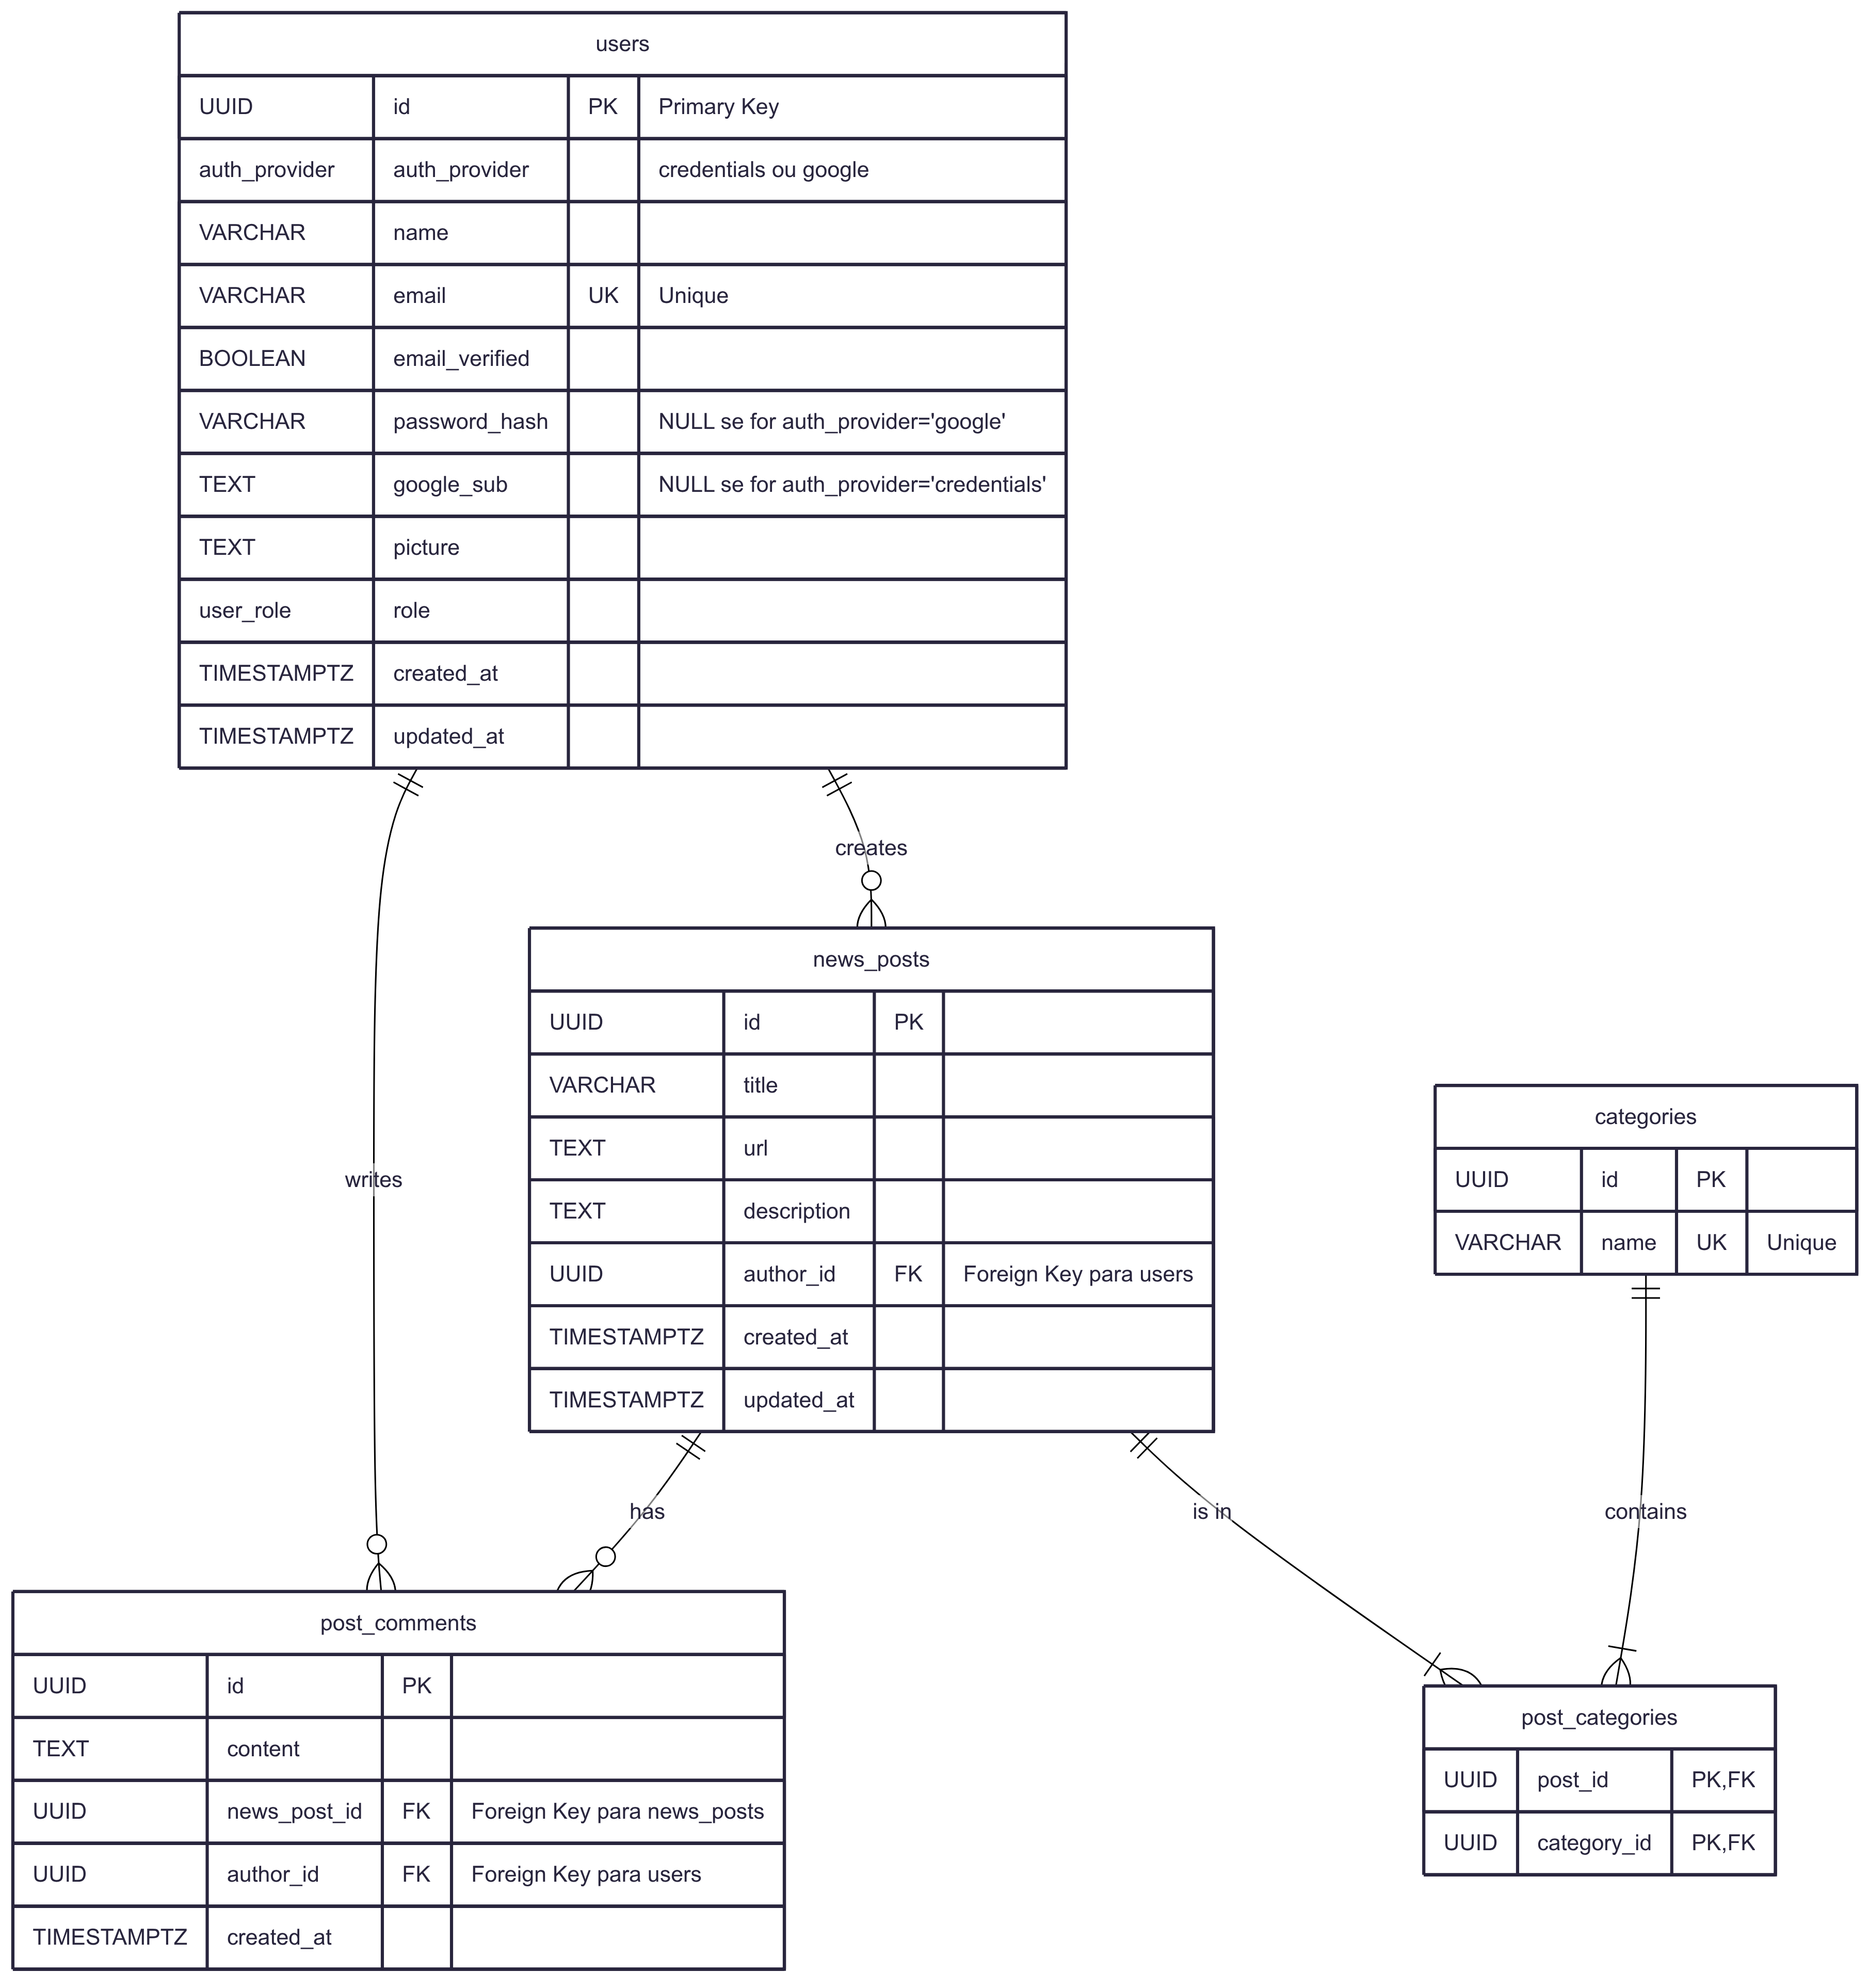 users
UUID id PK Primary Key
auth_provider auth_provider credentials ou google
VARCHAR name
VARCHAR email UK Unique
BOOLEAN email_verified
VARCHAR password_hash NULL se for auth_provider='google'
TEXT google_sub NULL se for auth_provider='credentials'
TEXT picture
user_role role
TIMESTAMPTZ created_at
TIMESTAMPTZ updated_at
creates
writes
news_posts
UUID id PK
VARCHAR title
TEXT url
TEXT description
UUID author_id FK Foreign Key para users
TIMESTAMPTZ created_at
TIMESTAMPTZ updated_at
categories
UUID id PK
VARCHAR name UK Unique
has
is in
contains
post_comments
UUID id PK
TEXT content
UUID news_post_id FK Foreign Key para news_posts
UUID author_id FK Foreign Key para users
TIMESTAMPTZ created_at
post_categories
UUID post_id PK,FK
UUID category_id PK,FK